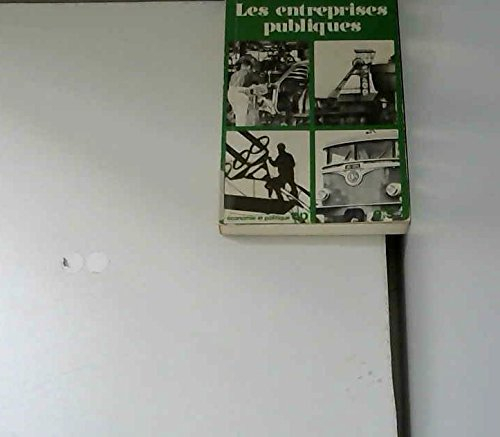 Les entreprises
publiques
économie et politique